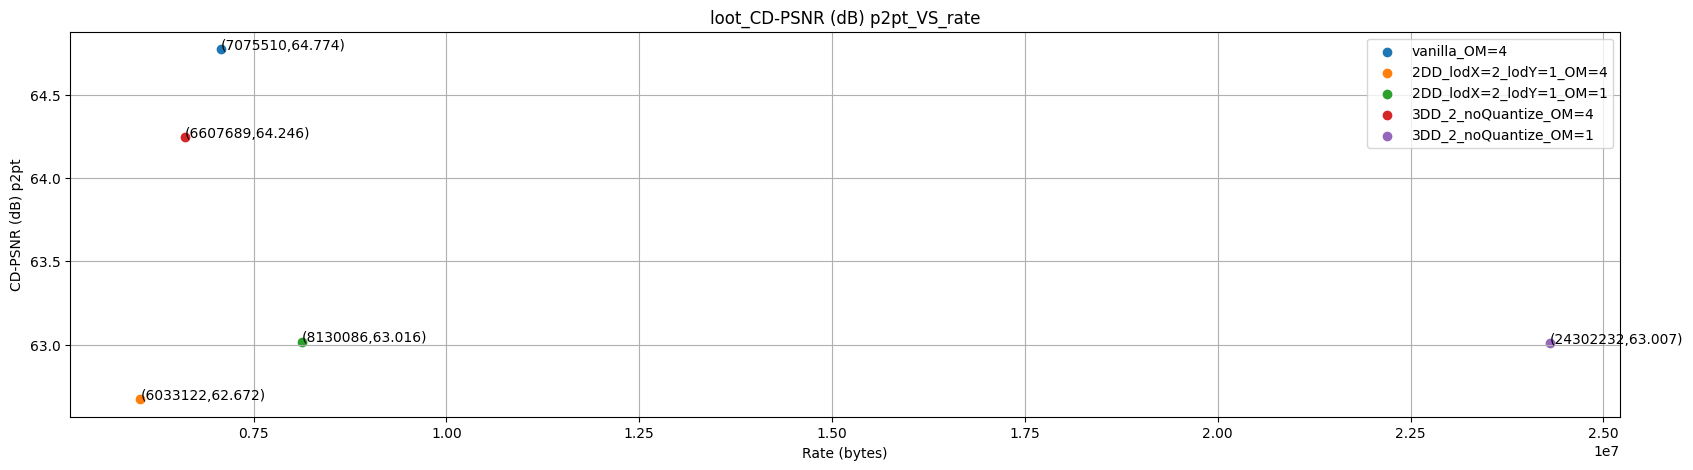 loot_CD-PSNR (dB) p2pt_VS_rate
(7075510,64.774)
vanilla_OM=4
2DD_lodX=2_lodY=1_OM=4
2DD_lodX=2_lodY=1_OM=1
3DD_2_noQuantize_OM=4
3DD_2_noQuantize_OM=1
64.5
(6607689,64.246)
64.0
CD-PSNR (dB) p2pt
63.5
63.0
(8130086,63.016)
(24302232,63.007)
(6033122,62.672)
0.75
1.00
1.25
1.50
1.75
2.00
2.25
2.50
1e7
Rate (bytes)